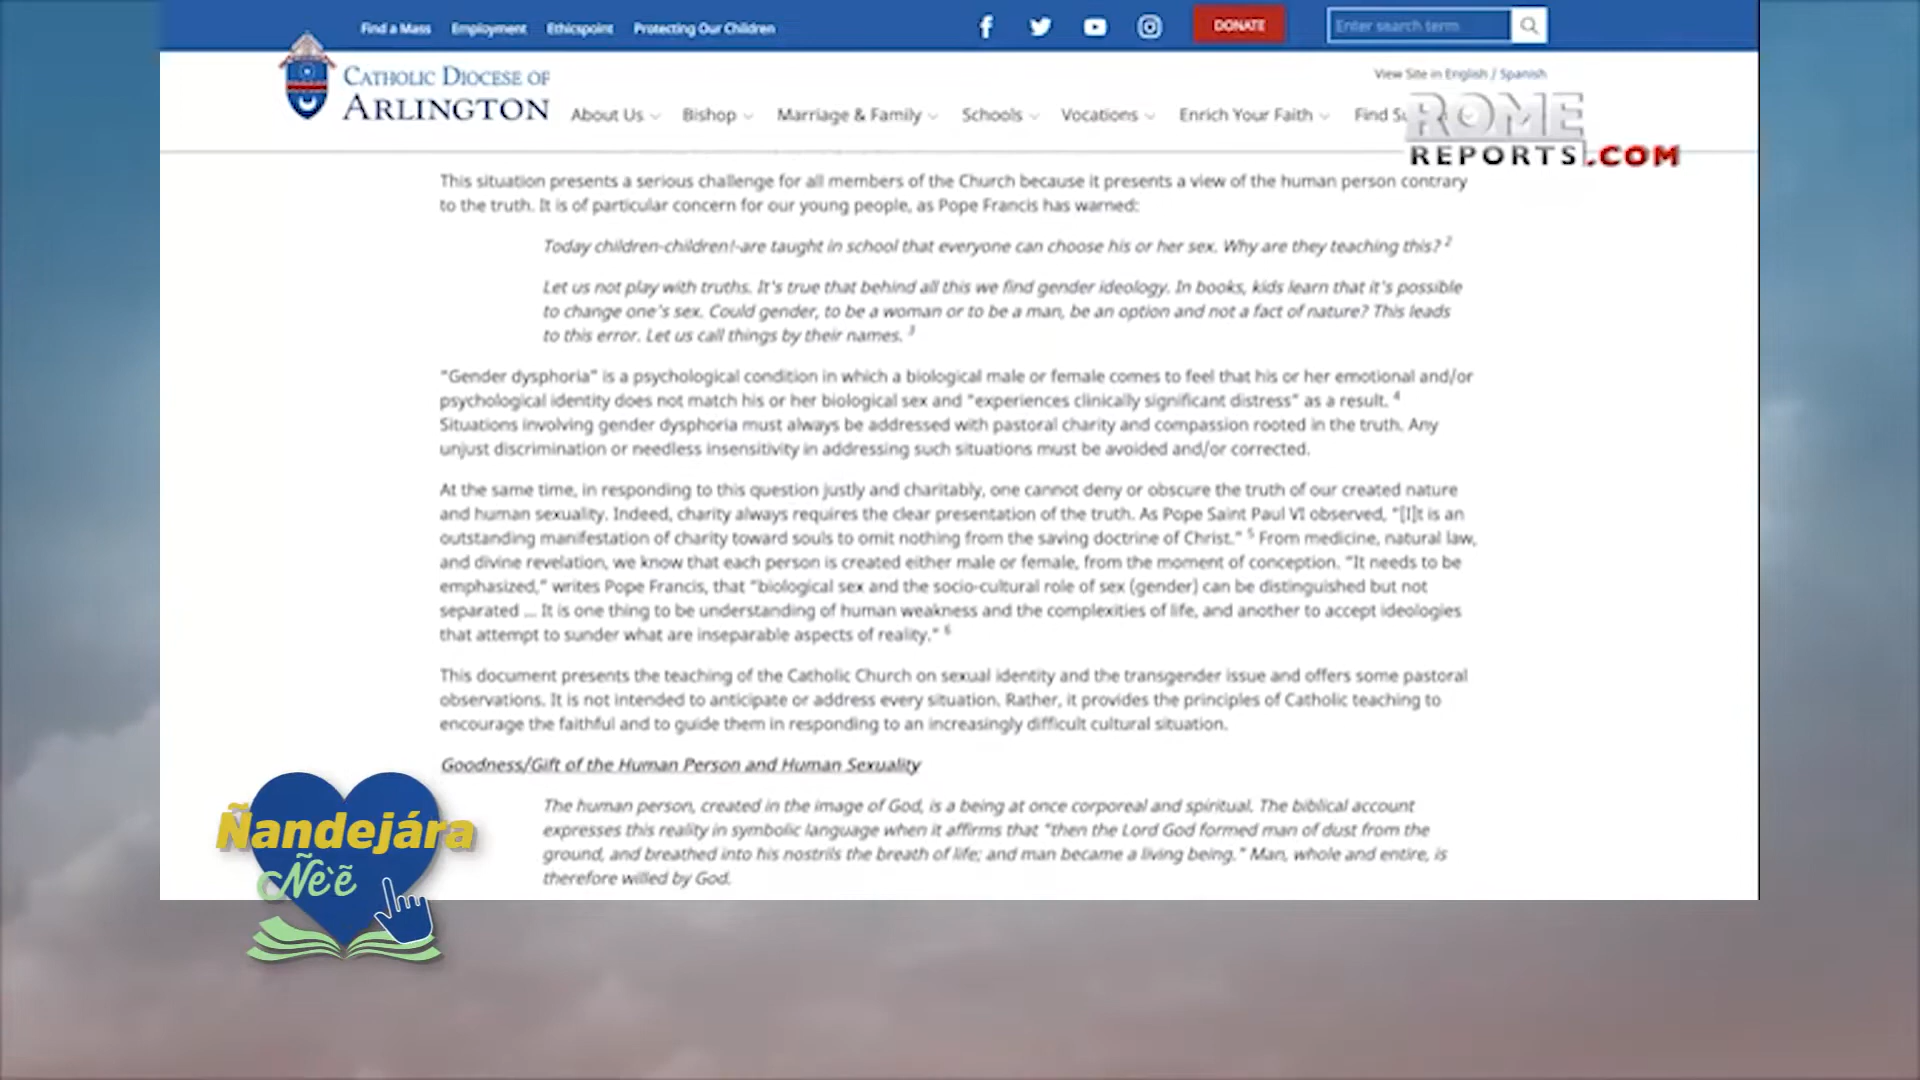 Find a Mass Employment Ethicspoint Protecting Our Children
DONATE
Enter search term
CATHOLIC DIOCESE OF
ARLINGTON
View Site in English / Spanish
About Us Bishop Marriage & Family Schools Vocations Enrich Your Faith Find
ROME
REPORTS.COM
This situation presents a serious challenge for all members of the Church because it presents a view of the human person contrary
to the truth. It is of particular concern for our young people, as Pope Francis has warned:
Today children-children!-are taught in school that everyone can choose his or her sex. Why are they teaching this? 2
Let us not play with truths. It's true that behind all this we find gender ideology. In books, kids learn that it's possible
to change one's sex. Could gender, to be a woman or to be a man, be an option and not a fact of nature? This leads
to this error. Let us call things by their names. 3
"Gender dysphoria" is a psychological condition in which a biological male or female comes to feel that his or her emotional and/or
psychological identity does not match his or her biological sex and "experiences clinically significant distress" as a result. 4
Situations involving gender dysphoria must always be addressed with pastoral charity and compassion rooted in the truth. Any
unjust discrimination or needless insensitivity in addressing such situations must be avoided and/or corrected.
At the same time, in responding to this question justly and charitably, one cannot deny or obscure the truth of our created nature
and human sexuality. Indeed, charity always requires the clear presentation of the truth. As Pope Saint Paul VI observed, "[I]t is an
outstanding manifestation of charity toward souls to omit nothing from the saving doctrine of Christ." 5 From medicine, natural law,
and divine revelation, we know that each person is created either male or female, from the moment of conception. "It needs to be
emphasized," writes Pope Francis, that "biological sex and the socio-cultural role of sex (gender) can be distinguished but not
separated ... It is one thing to be understanding of human weakness and the complexities of life, and another to accept ideologies
that attempt to sunder what are inseparable aspects of reality." 6
This document presents the teaching of the Catholic Church on sexual identity and the transgender issue and offers some pastoral
observations. It is not intended to anticipate or address every situation. Rather, it provides the principles of Catholic teaching to
encourage the faithful and to guide them in responding to an increasingly difficult cultural situation.
Goodness/Gift of the Human Person and Human Sexuality
The human person, created in the image of God, is a being at once corporeal and spiritual. The biblical account
expresses this reality in symbolic language when it affirms that "then the Lord God formed man of dust from the
ground, and breathed into his nostrils the breath of life; and man became a living being." Man, whole and entire, is
therefore willed by God.
Ñandejára
Ñe'ẽ